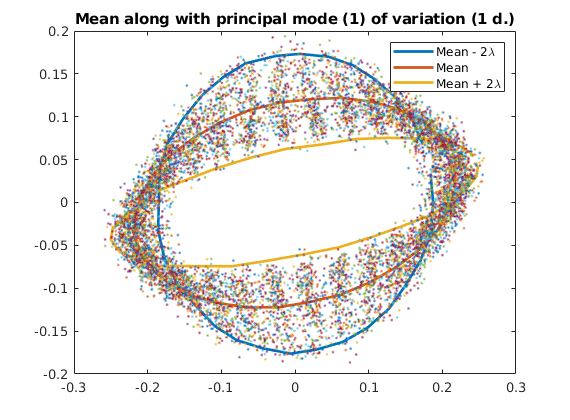 Mean along with principal mode (1) of variation (1 d.)
Mean - 2λ
Mean
Mean + 2λ
0.2
0.15
0.1
0.05
0
-0.05
-0.1
-0.15
-0.2
-0.3 -0.2 -0.1 0 0.1 0.2 0.3